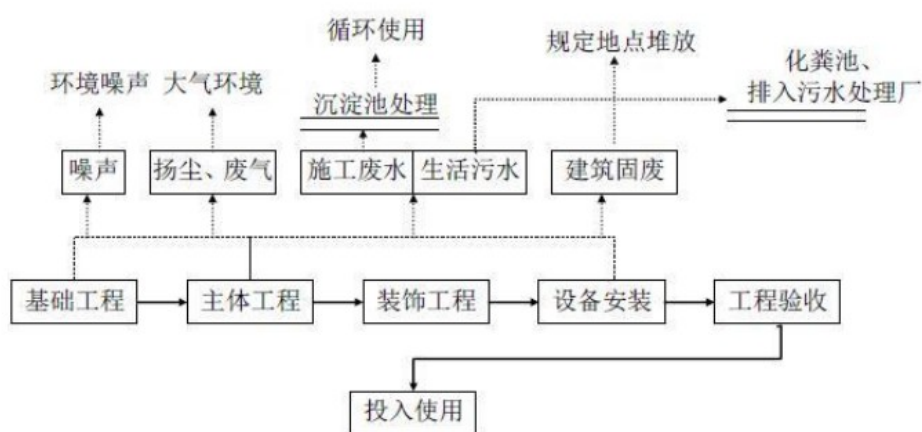 循环使用
规定地点堆放
化粪池、
排入污水处理厂
环境噪声
大气环境
沉淀池处理
噪声
扬尘、废气
施工废水
生活污水
建筑固废
基础工程
主体工程
装饰工程
设备安装
工程验收
投入使用